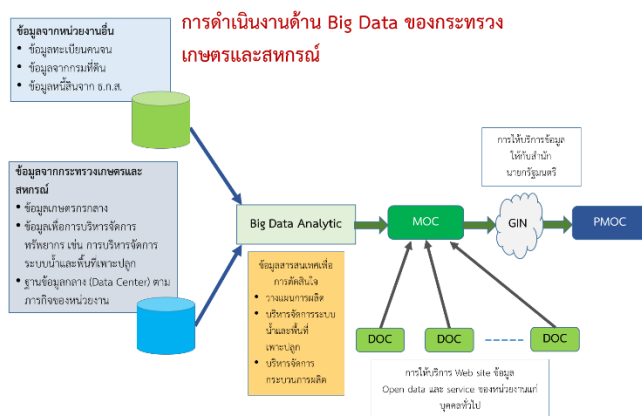 การดำเนินงานด้าน Big Data ของกระทรวง
เกษตรและสหกรณ์
ข้อมูลจากหน่วยงานอื่น
• ข้อมูลทะเบียนคนจน
• ข้อมูลจากกรมที่ดิน
• ข้อมูลหนี้สินจาก ธ.ก.ส.
ข้อมูลจากกระทรวงเกษตรและ
สหกรณ์
• ข้อมูลเกษตรกรกลาง
• ข้อมูลเพื่อการบริหารจัดการ
ทรัพยากร เช่น การบริหารจัดการ
ระบบน้ำและพื้นที่เพาะปลูก
• ฐานข้อมูลกลาง (Data Center) ตาม
ภารกิจของหน่วยงาน
Big Data Analytic
MOC
การให้บริการข้อมูล
ให้กับสำนัก
นายกรัฐมนตรี
GIN
PMOC
ข้อมูลสารสนเทศเพื่อ
การตัดสินใจ
• วางแผนการผลิต
• บริหารจัดการระบบ
น้ำและพื้นที่
เพาะปลูก
• บริหารจัดการ
กระบวนการผลิต
DOC
DOC
DOC
การให้บริการ Web site ข้อมูล
Open data และ service ของหน่วยงานแก่
บุคคลทั่วไป